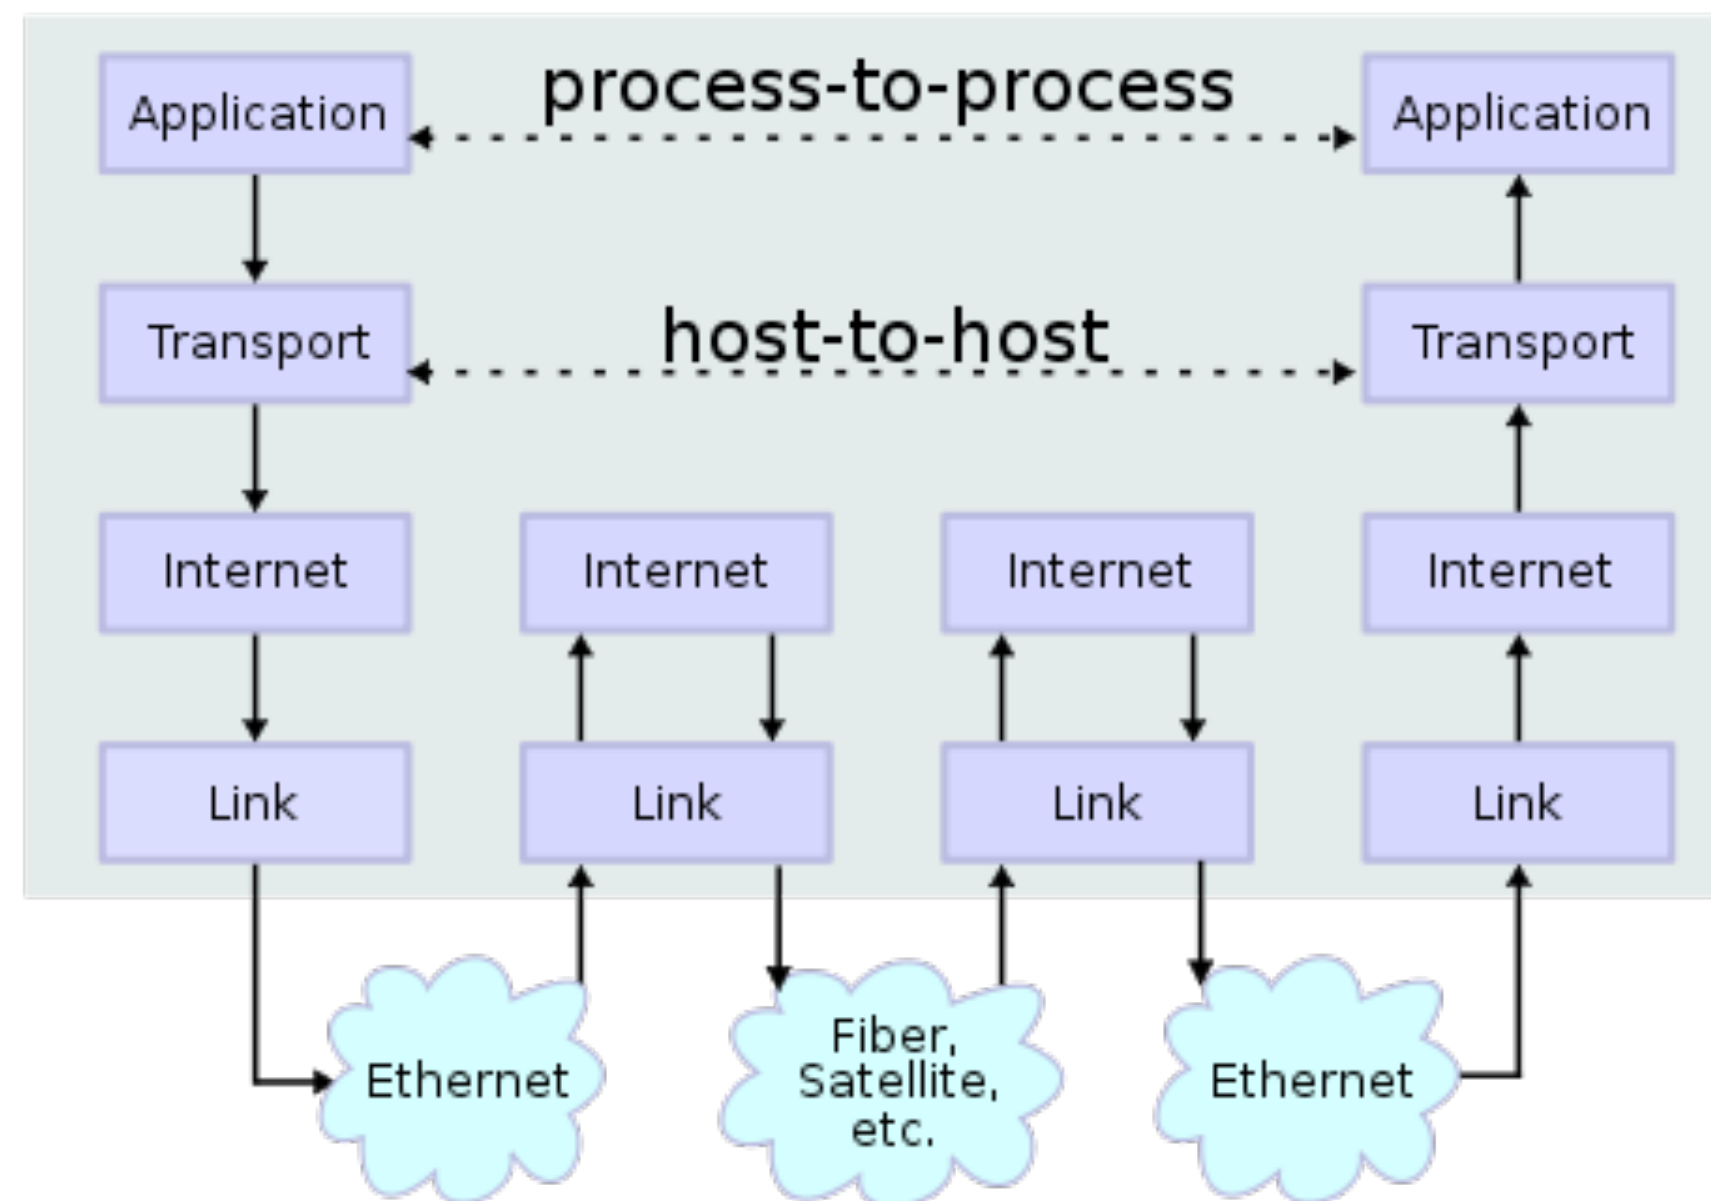 process-to-process
Application
Application
host-to-host
Transport
Transport
Internet
Internet
Internet
Internet
Link
Link
Link
Link
Ethernet
Fiber,
Satellite,
etc.
Ethernet